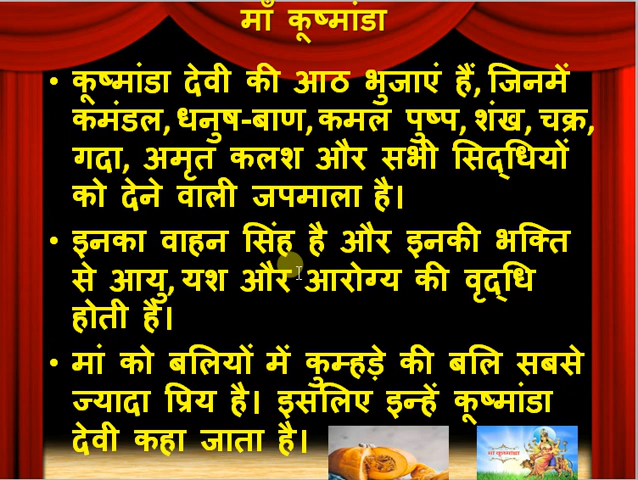 माँ कूष्मांडा
• कूष्मांडा देवी की आठ भुजाएं हैं, जिनमें
कमंडल, धनुष-बाण, कमल पुष्प, शंख, चक्र,
गदा, अमृत कलश और सभी सिद्धियों
को देने वाली जपमाला है।
• इनका वाहन सिंह है और इनकी भक्ति
से आयु, यश और आरोग्य की वृद्धि
होती है।
• मां को बलियों में कुम्हड़े की बलि सबसे
ज्यादा प्रिय है। इसलिए इन्हें कूष्मांडा
देवी कहा जाता है।
मां कूष्मांडा